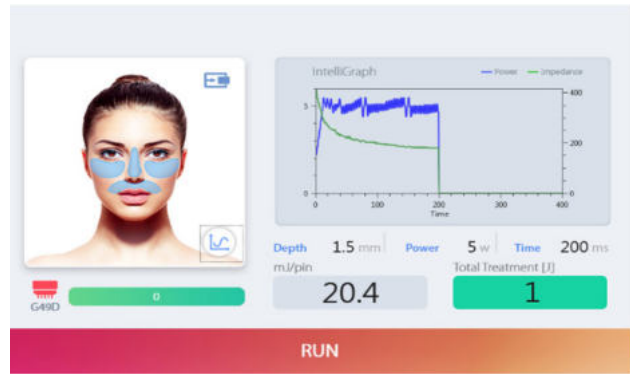 IntelliGraph
Power Impedance
5
0
400
200
0
0 100 200 300 400
Time
Depth 1.5 mm Power 5 w Time 200 ms
mJ/pin Total Treatment [J]
20.4 1
G49D 0
RUN